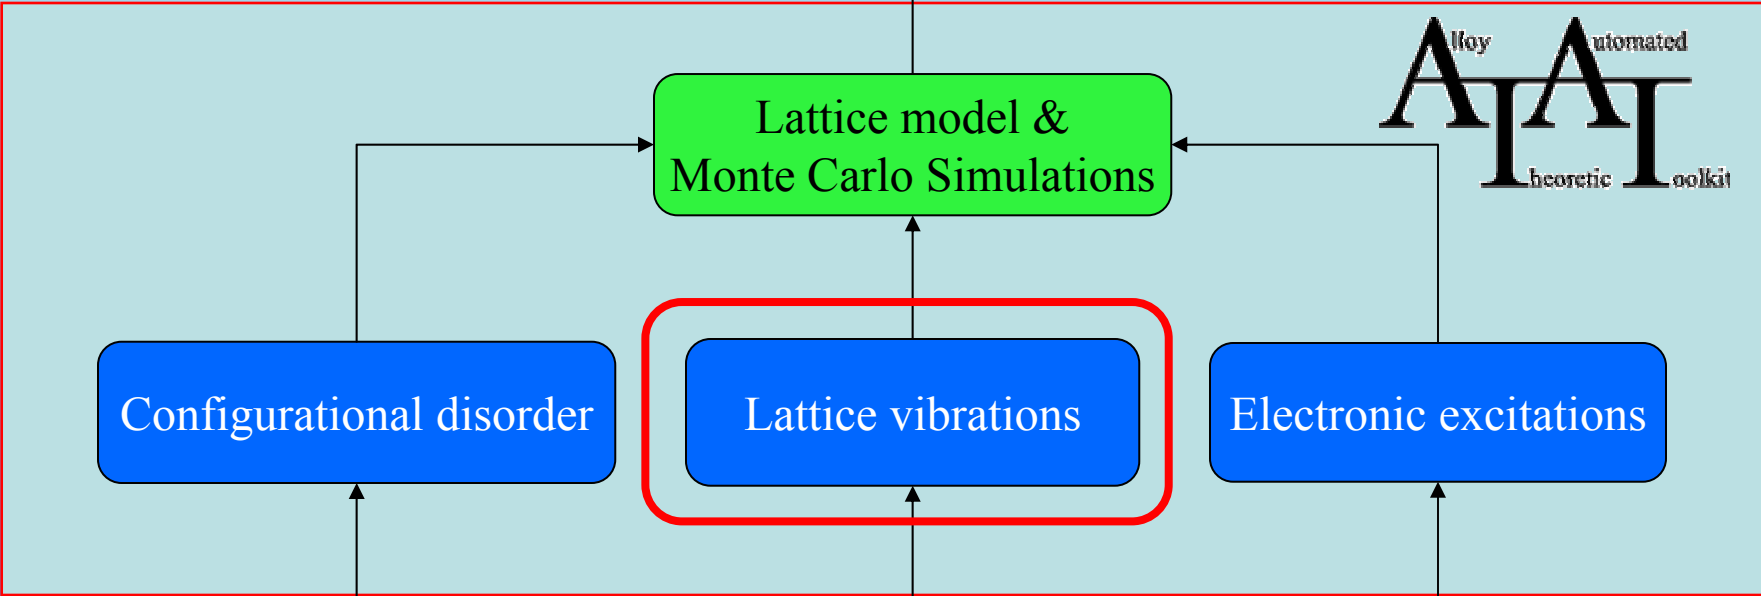 Alloy Automated
Theoretic Toolkit
Lattice model &
Monte Carlo Simulations
Configurational disorder
Lattice vibrations
Electronic excitations